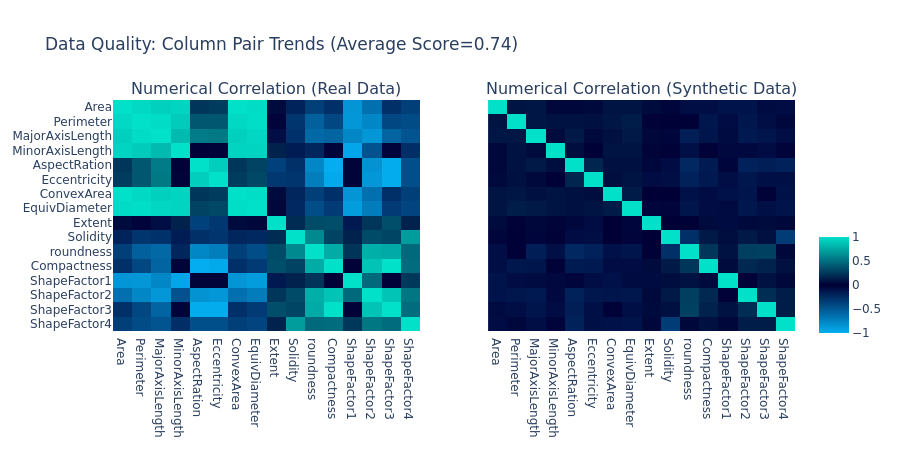 Data Quality: Column Pair Trends (Average Score=0.74)
Numerical Correlation (Real Data)
Numerical Correlation (Synthetic Data)
Area
Perimeter
MajorAxisLength
MinorAxisLength
AspectRation
Eccentricity
ConvexArea
EquivDiameter
Extent
Solidity
roundness
Compactness
ShapeFactor1
ShapeFactor2
ShapeFactor3
ShapeFactor4
Area
Perimeter
MajorAxisLength
MinorAxisLength
AspectRation
Eccentricity
ConvexArea
EquivDiameter
Extent
Solidity
roundness
Compactness
ShapeFactor1
ShapeFactor2
ShapeFactor3
ShapeFactor4
Area
Perimeter
MajorAxisLength
MinorAxisLength
AspectRation
Eccentricity
ConvexArea
EquivDiameter
Extent
Solidity
roundness
Compactness
ShapeFactor1
ShapeFactor2
ShapeFactor3
ShapeFactor4
1
0.5
0
−0.5
−1